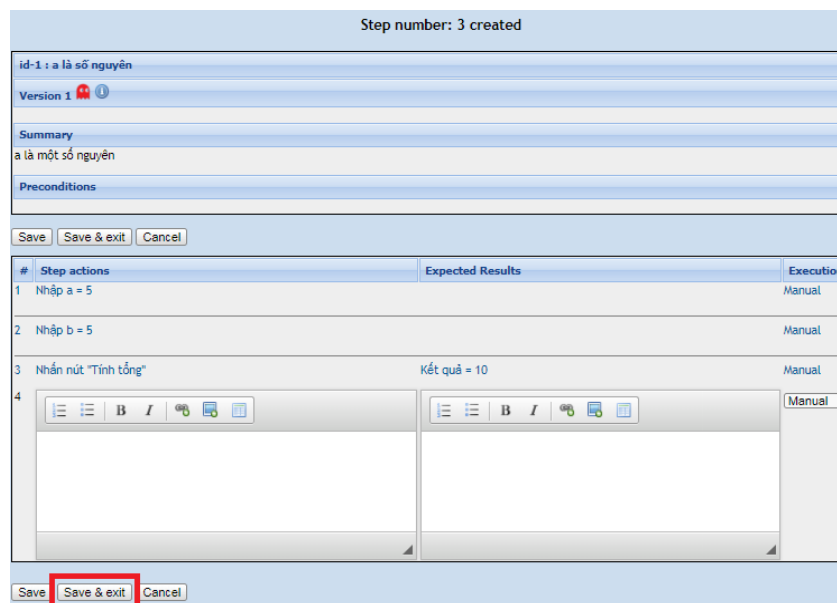 Step number: 3 created
id-1 : a là số nguyên
Version 1
Summary
a là một số nguyên
Preconditions
Save Save & exit Cancel
# Step actions Expected Results Executio
1 Nhập a = 5 Manual
2 Nhập b = 5 Manual
3 Nhấn nút "Tính tổng" Kết quả = 10 Manual
4 B I B I Manual
Save Save & exit Cancel